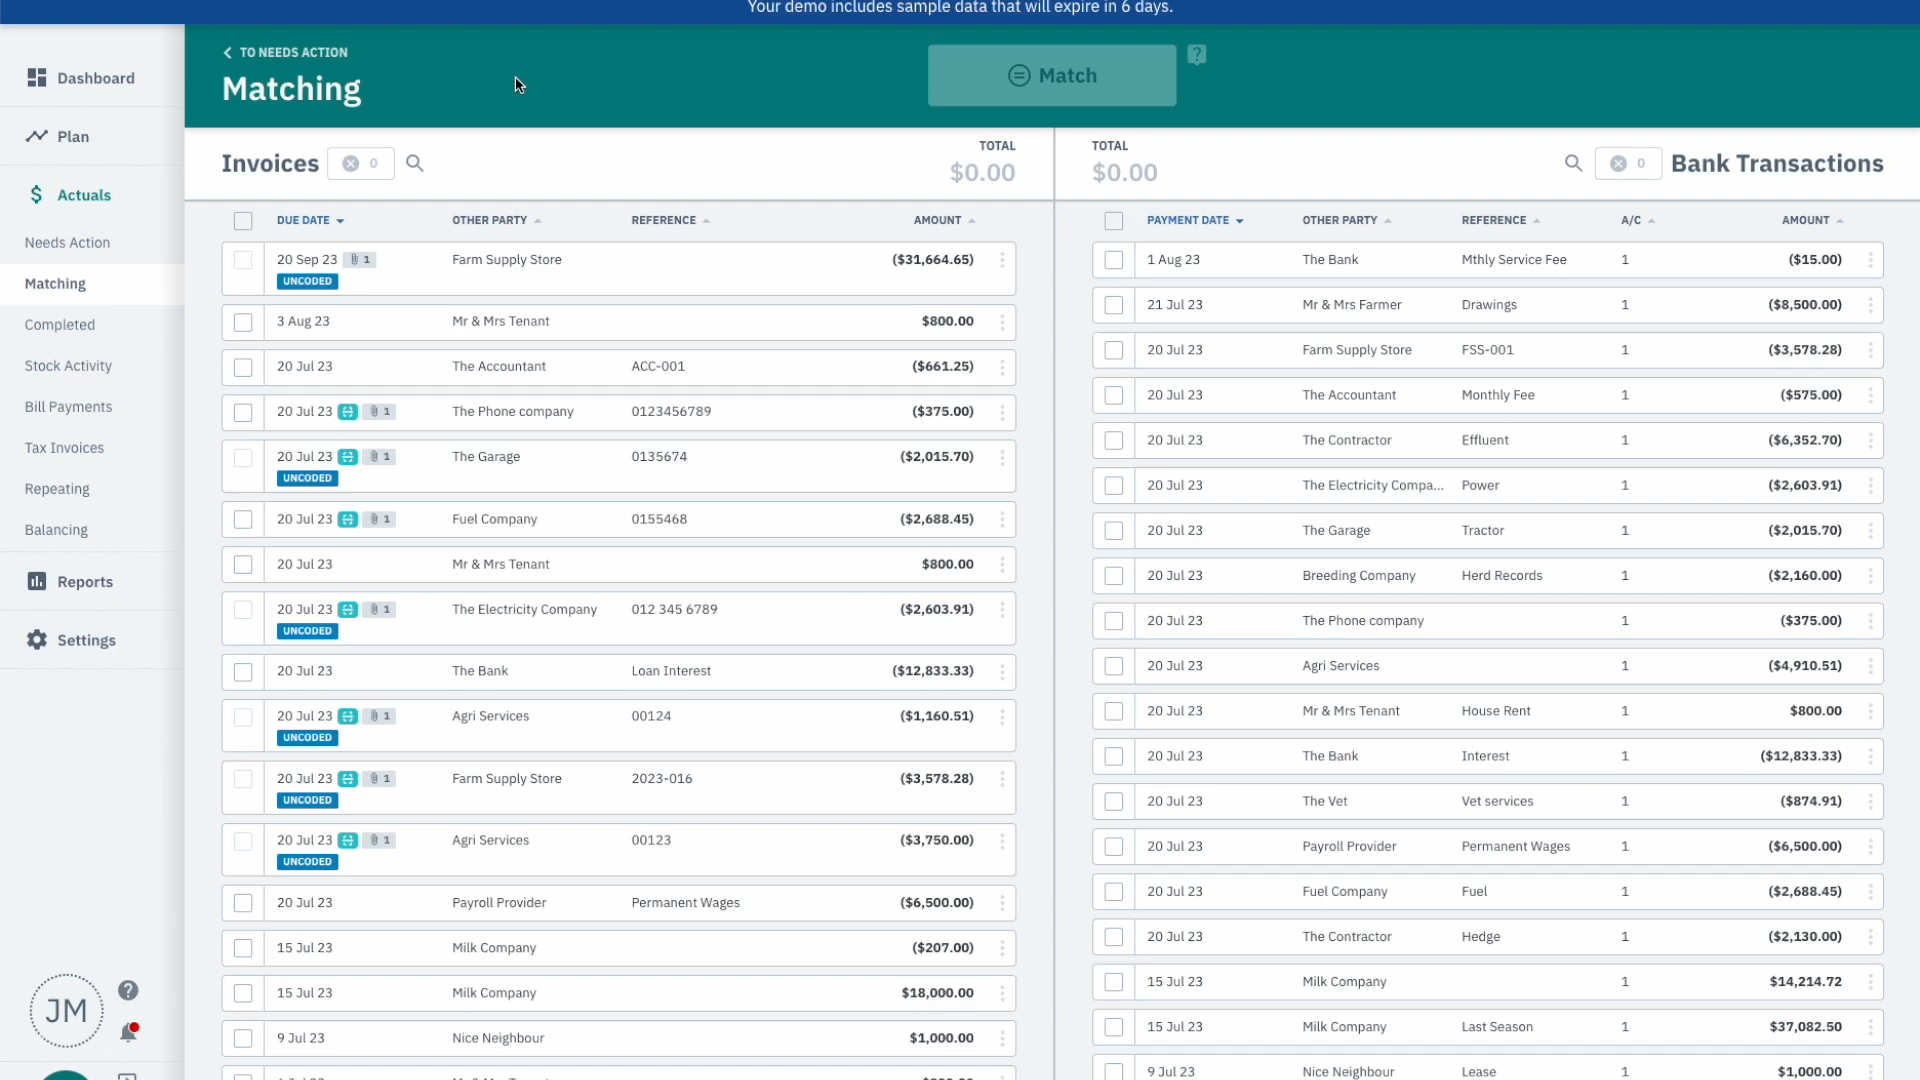 Your demo includes sample data that will expire in 6 days.
Dashboard
Plan
Actuals
Needs Action
Matching
Completed
Stock Activity
Bill Payments
Tax Invoices
Repeating
Balancing
Reports
Settings
JM
TO NEEDS ACTION
Matching
Match
?
Invoices 0
TOTAL
$0.00
DUE DATE OTHER PARTY REFERENCE AMOUNT
20 Sep 23 1 Farm Supply Store ($31,664.65)
UNCODED
3 Aug 23 Mr & Mrs Tenant $800.00
20 Jul 23 The Accountant ACC-001 ($661.25)
20 Jul 23 1 The Phone company 0123456789 ($375.00)
20 Jul 23 1 The Garage 0135674 ($2,015.70)
UNCODED
20 Jul 23 1 Fuel Company 0155468 ($2,688.45)
20 Jul 23 Mr & Mrs Tenant $800.00
20 Jul 23 1 The Electricity Company 012 345 6789 ($2,603.91)
UNCODED
20 Jul 23 The Bank Loan Interest ($12,833.33)
20 Jul 23 1 Agri Services 00124 ($1,160.51)
UNCODED
20 Jul 23 1 Farm Supply Store 2023-016 ($3,578.28)
UNCODED
20 Jul 23 1 Agri Services 00123 ($3,750.00)
UNCODED
20 Jul 23 Payroll Provider Permanent Wages ($6,500.00)
15 Jul 23 Milk Company ($207.00)
15 Jul 23 Milk Company $18,000.00
9 Jul 23 Nice Neighbour $1,000.00
TOTAL
$0.00
0 Bank Transactions
PAYMENT DATE OTHER PARTY REFERENCE A/C AMOUNT
1 Aug 23 The Bank Mthly Service Fee 1 ($15.00)
21 Jul 23 Mr & Mrs Farmer Drawings 1 ($8,500.00)
20 Jul 23 Farm Supply Store FSS-001 1 ($3,578.28)
20 Jul 23 The Accountant Monthly Fee 1 ($575.00)
20 Jul 23 The Contractor Effluent 1 ($6,352.70)
20 Jul 23 The Electricity Compa... Power 1 ($2,603.91)
20 Jul 23 The Garage Tractor 1 ($2,015.70)
20 Jul 23 Breeding Company Herd Records 1 ($2,160.00)
20 Jul 23 The Phone company 1 ($375.00)
20 Jul 23 Agri Services 1 ($4,910.51)
20 Jul 23 Mr & Mrs Tenant House Rent 1 $800.00
20 Jul 23 The Bank Interest 1 ($12,833.33)
20 Jul 23 The Vet Vet services 1 ($874.91)
20 Jul 23 Payroll Provider Permanent Wages 1 ($6,500.00)
20 Jul 23 Fuel Company Fuel 1 ($2,688.45)
20 Jul 23 The Contractor Hedge 1 ($2,130.00)
15 Jul 23 Milk Company 1 $14,214.72
15 Jul 23 Milk Company Last Season 1 $37,082.50
9 Jul 23 Nice Neighbour Lease 1 $1,000.00